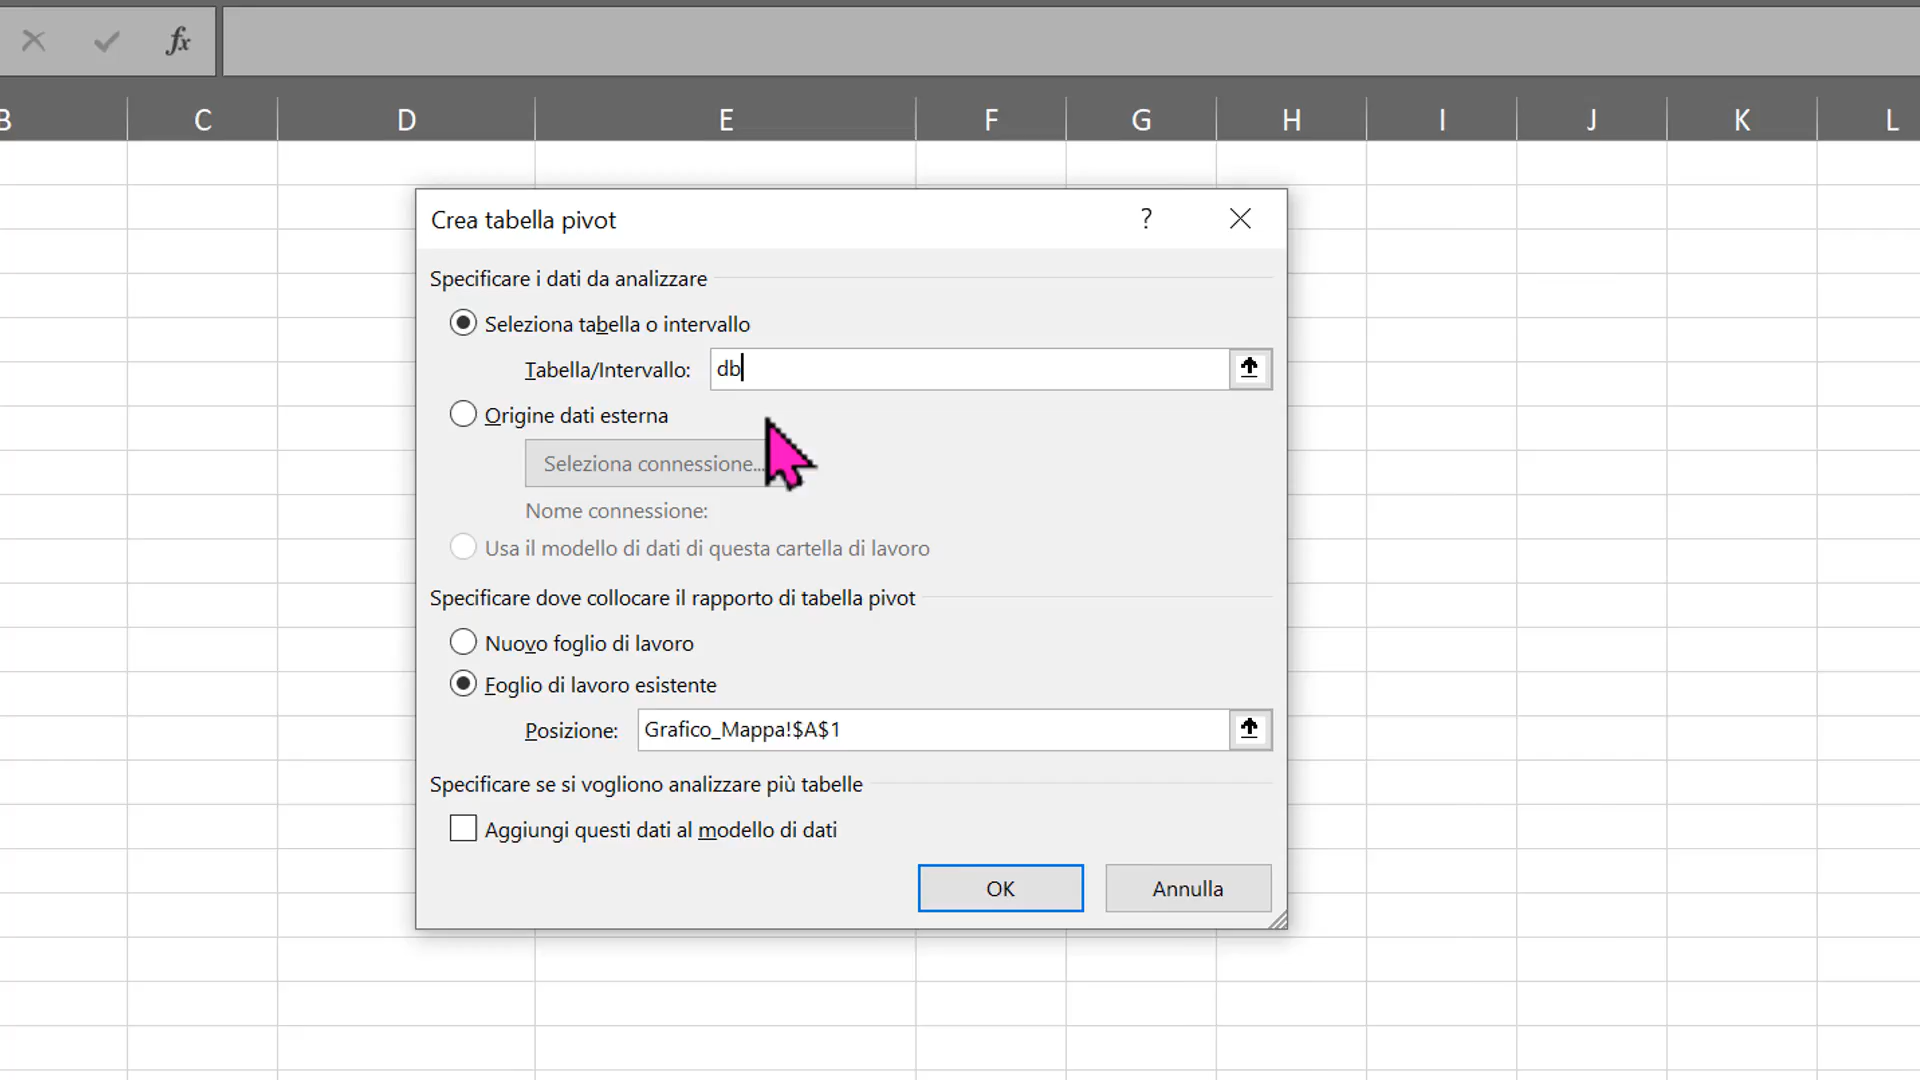 fx
B C D E F G H I J K L
Crea tabella pivot ?
Specificare i dati da analizzare
Seleziona tabella o intervallo
Tabella/Intervallo: db
Origine dati esterna
Seleziona connessione...
Nome connessione:
Usa il modello di dati di questa cartella di lavoro
Specificare dove collocare il rapporto di tabella pivot
Nuovo foglio di lavoro
Foglio di lavoro esistente
Posizione: Grafico_Mappa!$A$1
Specificare se si vogliono analizzare più tabelle
Aggiungi questi dati al modello di dati
OK Annulla